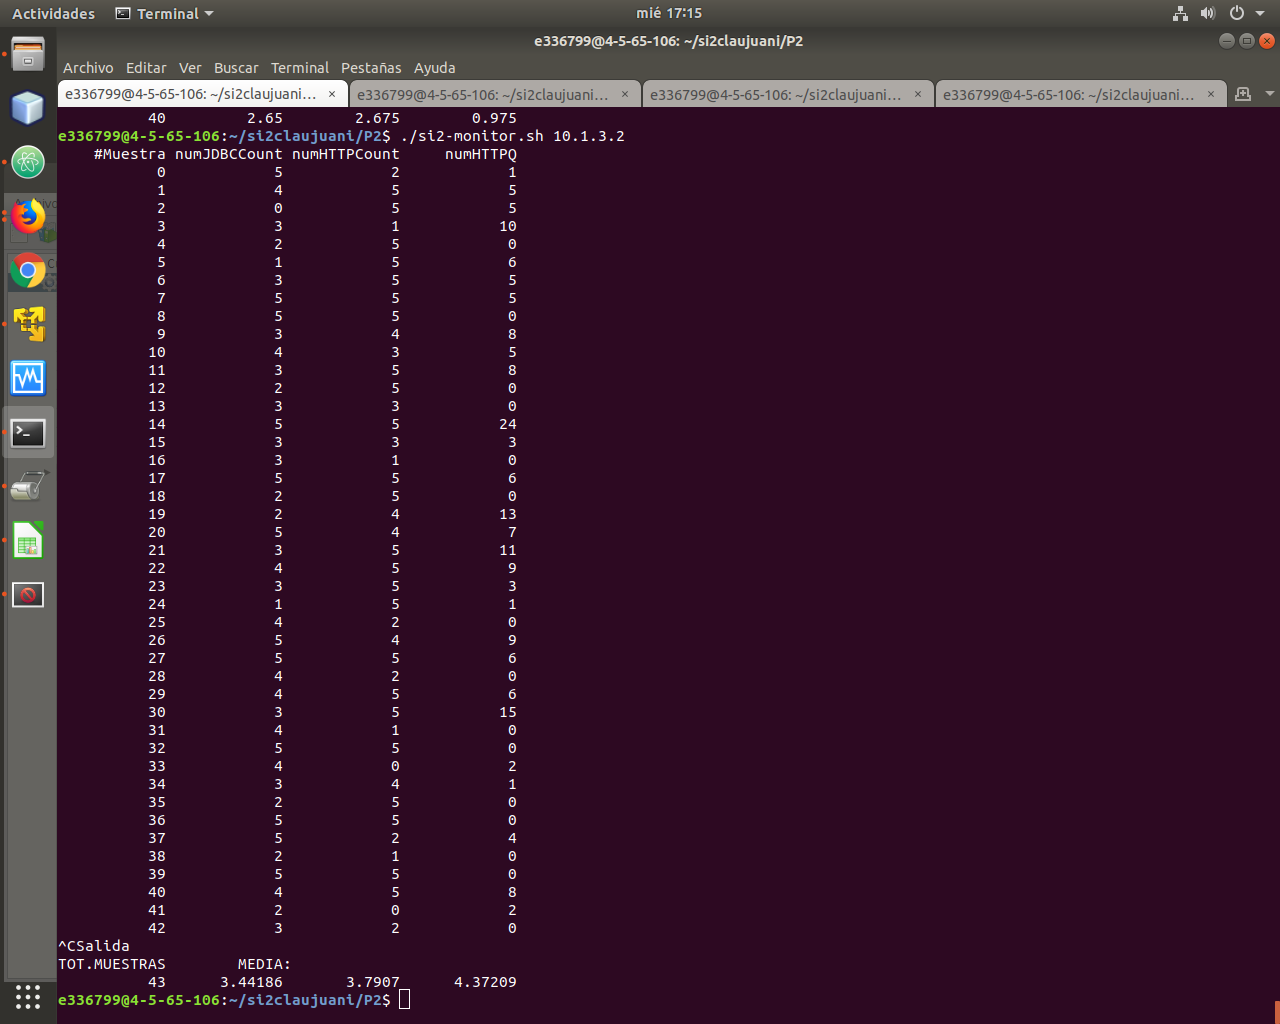 Actividades Terminal mié 17:15
e336799@4-5-65-106: ~/si2claujuani/P2
Archivo Editar Ver Buscar Terminal Pestañas Ayuda
e336799@4-5-65-106: ~/si2claujuani... × e336799@4-5-65-106: ~/si2claujuani... × e336799@4-5-65-106: ~/si2claujuani... × e336799@4-5-65-106: ~/si2claujuani... ×
40 2.65 2.675 0.975
e336799@4-5-65-106:~/si2claujuani/P2$ ./si2-monitor.sh 10.1.3.2
#Muestra numJDBCCount numHTTPCount numHTTPQ
0 5 2 1
1 4 5 5
2 0 5 5
3 3 1 10
4 2 5 0
5 1 5 6
6 3 5 5
7 5 5 5
8 5 5 0
9 3 4 8
10 4 3 5
11 3 5 8
12 2 5 0
13 3 3 0
14 5 5 24
15 3 3 3
16 3 1 0
17 5 5 6
18 2 5 0
19 2 4 13
20 5 4 7
21 3 5 11
22 4 5 9
23 3 5 3
24 1 5 1
25 4 2 0
26 5 4 9
27 5 5 6
28 4 2 0
29 4 5 6
30 3 5 15
31 4 1 0
32 5 5 0
33 4 0 2
34 3 4 1
35 2 5 0
36 5 5 0
37 5 2 4
38 2 1 0
39 5 5 0
40 4 5 8
41 2 0 2
42 3 2 0
^CSalida
TOT.MUESTRAS MEDIA:
43 3.44186 3.7907 4.37209
e336799@4-5-65-106:~/si2claujuani/P2$